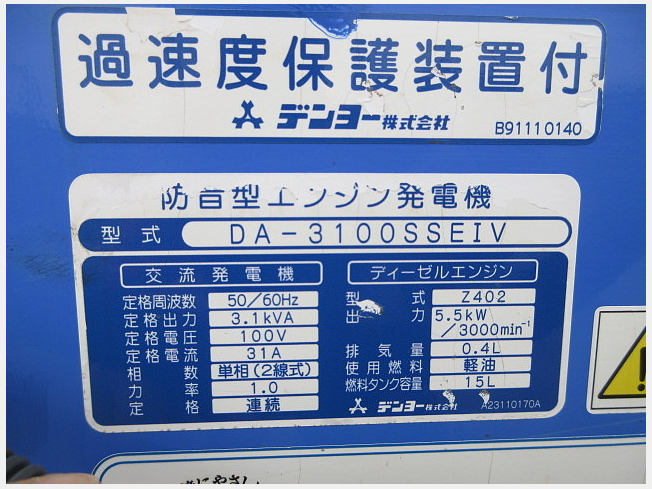 過速度保護装置付
デンヨー株式会社
B91110140
防音型エンジン発電機
型式 DA-3100SSEIV
交流発電機
定格周波数 50/60Hz
定格出力 3.1kVA
定格電圧 100V
定格電流 31A
相数 単相(2線式)
力率 1.0
定格 連続
ディーゼルエンジン
型式 Z402
出力 5.5kW
/3000min⁻¹
排気量 0.4L
使用燃料 軽油
燃料タンク容量 15L
デンヨー株式会社 A23110170A
にやさし